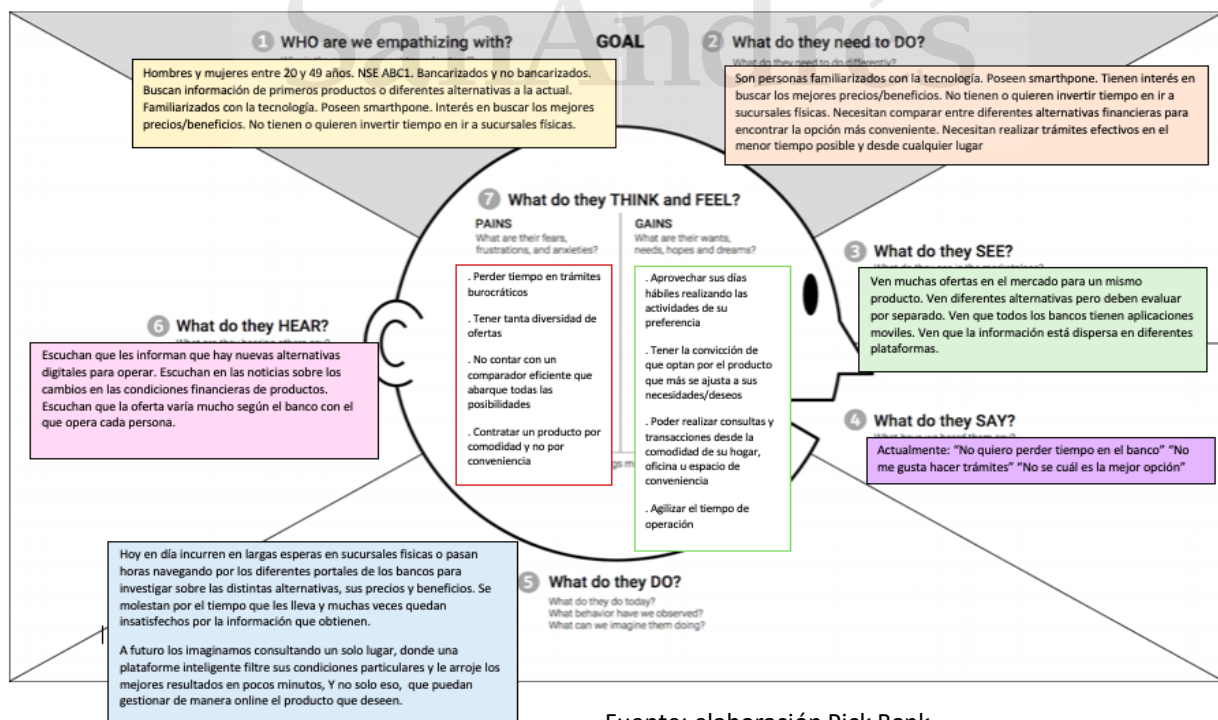 SanAndrés
1 WHO are we empathizing with?
GOAL
2 What do they need to DO?
What do they need to do differently?
Hombres y mujeres entre 20 y 49 años. NSE ABC1. Bancarizados y no bancarizados.
Buscan información de primeros productos o diferentes alternativas a la actual.
Familiarizados con la tecnología. Poseen smarthpone. Interés en buscar los mejores
precios/beneficios. No tienen o quieren invertir tiempo en ir a sucursales físicas.
Son personas familiarizados con la tecnología. Poseen smarthpone. Tienen interés en
buscar los mejores precios/beneficios. No tienen o quieren invertir tiempo en ir a
sucursales físicas. Necesitan comparar entre diferentes alternativas financieras para
encontrar la opción más conveniente. Necesitan realizar trámites efectivos en el
menor tiempo posible y desde cualquier lugar
7 What do they THINK and FEEL?
PAINS
What are their fears,
frustrations, and anxieties?
. Perder tiempo en trámites
burocráticos
. Tener tanta diversidad de
ofertas
. No contar con un
comparador eficiente que
abarque todas las
posibilidades
. Contratar un producto por
comodidad y no por
conveniencia
GAINS
What are their wants,
needs, hopes and dreams?
. Aprovechar sus días
hábiles realizando las
actividades de su
preferencia
. Tener la convicción de
que optan por el producto
que más se ajusta a sus
necesidades/deseos
. Poder realizar consultas y
transacciones desde la
comodidad de su hogar,
oficina u espacio de
conveniencia
. Agilizar el tiempo de
operación
3 What do they SEE?
Ven muchas ofertas en el mercado para un mismo
producto. Ven diferentes alternativas pero deben evaluar
por separado. Ven que todos los bancos tienen aplicaciones
moviles. Ven que la información está dispersa en diferentes
plataformas.
6 What do they HEAR?
Escuchan que les informan que hay nuevas alternativas
digitales para operar. Escuchan en las noticias sobre los
cambios en las condiciones financieras de productos.
Escuchan que la oferta varía mucho según el banco con el
que opera cada persona.
4 What do they SAY?
Actualmente: “No quiero perder tiempo en el banco” “No
me gusta hacer trámites” “No se cuál es la mejor opción”
5 What do they DO?
What do they do today?
What behavior have we observed?
What can we imagine them doing?
Hoy en día incurren en largas esperas en sucursales fisicas o pasan
horas navegando por los diferentes portales de los bancos para
investigar sobre las distintas alternativas, sus precios y beneficios. Se
molestan por el tiempo que les lleva y muchas veces quedan
insatisfechos por la información que obtienen.
A futuro los imaginamos consultando un solo lugar, donde una
plataforme inteligente filtre sus condiciones particulares y le arroje los
mejores resultados en pocos minutos, Y no solo eso, que puedan
gestionar de manera online el producto que deseen.
Fuente: elaboración Pick Bank